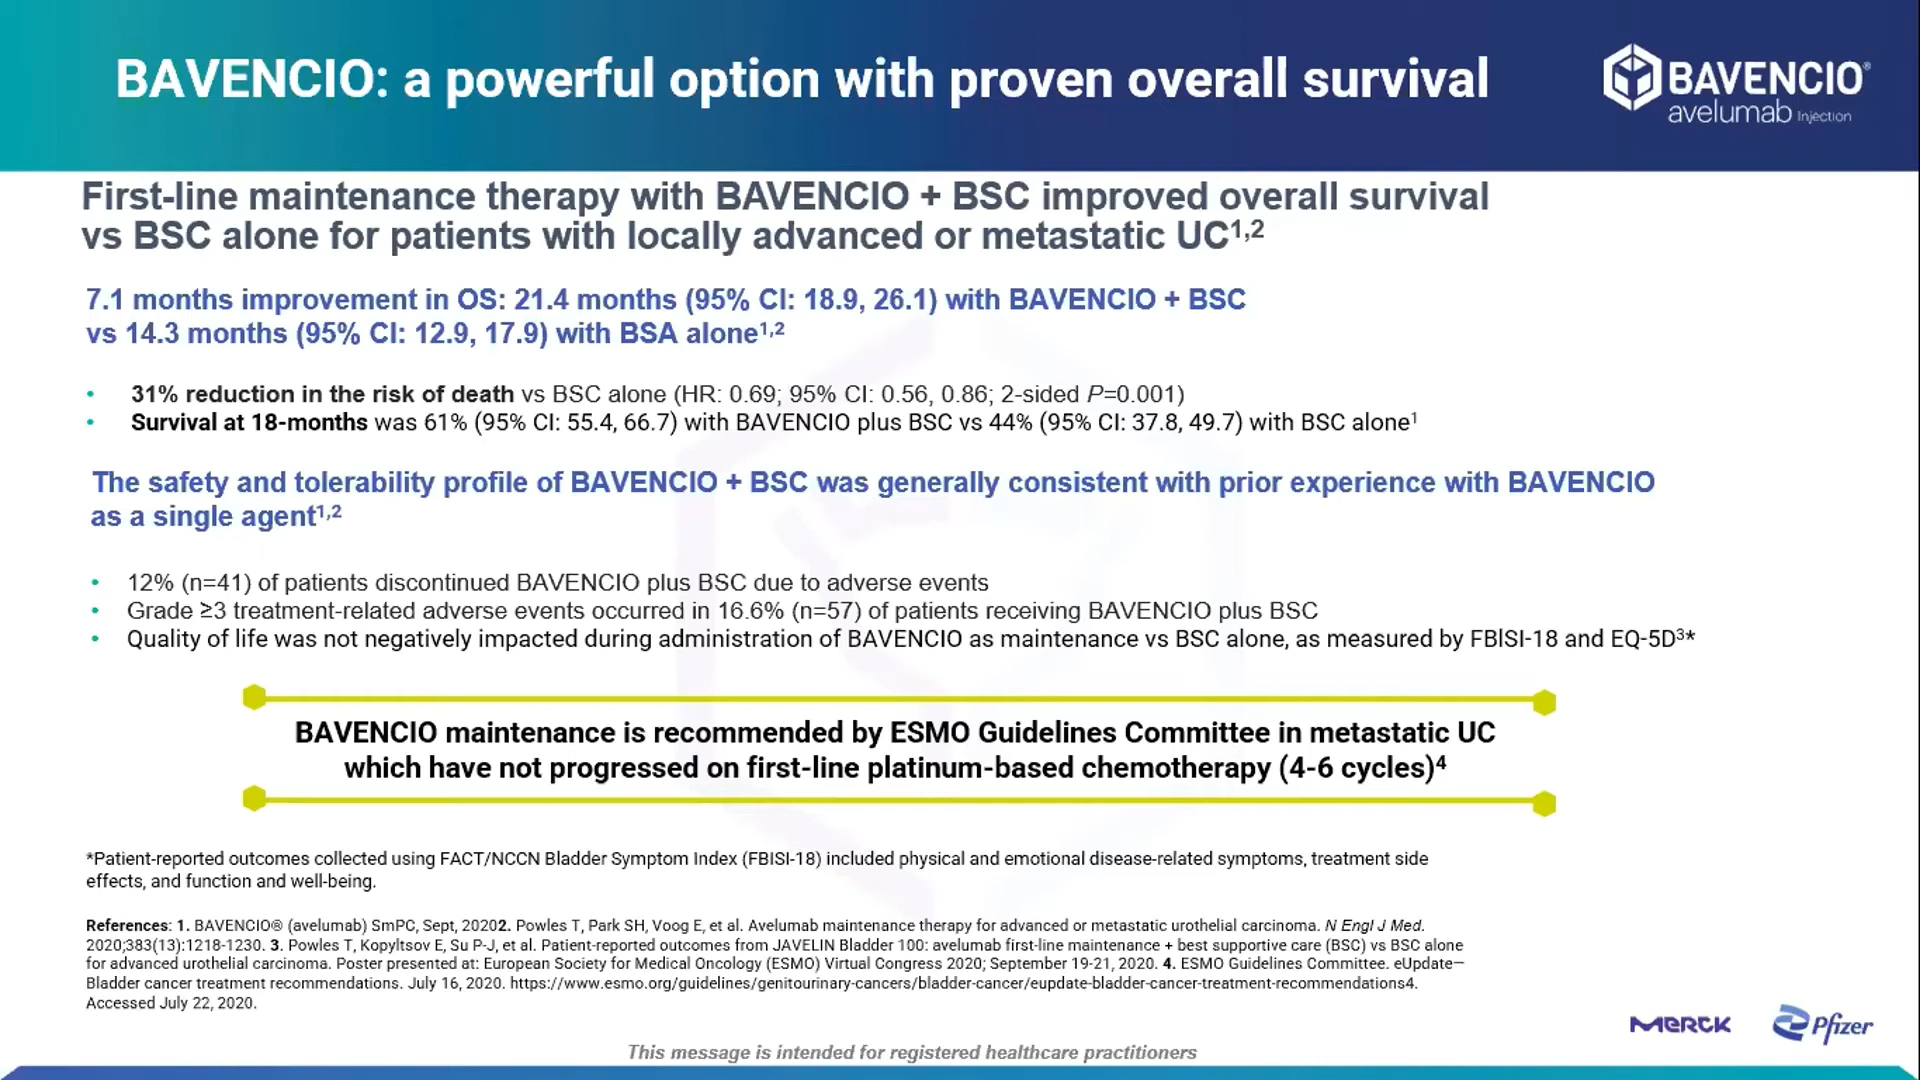 BAVENCIO: a powerful option with proven overall survival
BAVENCIO®
avelumab Injection
First-line maintenance therapy with BAVENCIO + BSC improved overall survival
vs BSC alone for patients with locally advanced or metastatic UC1,2
7.1 months improvement in OS: 21.4 months (95% CI: 18.9, 26.1) with BAVENCIO + BSC
vs 14.3 months (95% CI: 12.9, 17.9) with BSA alone1,2
• 31% reduction in the risk of death vs BSC alone (HR: 0.69; 95% CI: 0.56, 0.86; 2-sided P=0.001)
• Survival at 18-months was 61% (95% CI: 55.4, 66.7) with BAVENCIO plus BSC vs 44% (95% CI: 37.8, 49.7) with BSC alone1
The safety and tolerability profile of BAVENCIO + BSC was generally consistent with prior experience with BAVENCIO
as a single agent1,2
• 12% (n=41) of patients discontinued BAVENCIO plus BSC due to adverse events
• Grade ≥3 treatment-related adverse events occurred in 16.6% (n=57) of patients receiving BAVENCIO plus BSC
• Quality of life was not negatively impacted during administration of BAVENCIO as maintenance vs BSC alone, as measured by FBlSI-18 and EQ-5D3*
BAVENCIO maintenance is recommended by ESMO Guidelines Committee in metastatic UC
which have not progressed on first-line platinum-based chemotherapy (4-6 cycles)4
*Patient-reported outcomes collected using FACT/NCCN Bladder Symptom Index (FBISI-18) included physical and emotional disease-related symptoms, treatment side
effects, and function and well-being.
References: 1. BAVENCIO® (avelumab) SmPC, Sept, 20202. Powles T, Park SH, Voog E, et al. Avelumab maintenance therapy for advanced or metastatic urothelial carcinoma. N Engl J Med.
2020;383(13):1218-1230. 3. Powles T, Kopyltsov E, Su P-J, et al. Patient-reported outcomes from JAVELIN Bladder 100: avelumab first-line maintenance + best supportive care (BSC) vs BSC alone
for advanced urothelial carcinoma. Poster presented at: European Society for Medical Oncology (ESMO) Virtual Congress 2020; September 19-21, 2020. 4. ESMO Guidelines Committee. eUpdate—
Bladder cancer treatment recommendations. July 16, 2020. https://www.esmo.org/guidelines/genitourinary-cancers/bladder-cancer/eupdate-bladder-cancer-treatment-recommendations4.
Accessed July 22, 2020.
MERCK
Pfizer
This message is intended for registered healthcare practitioners